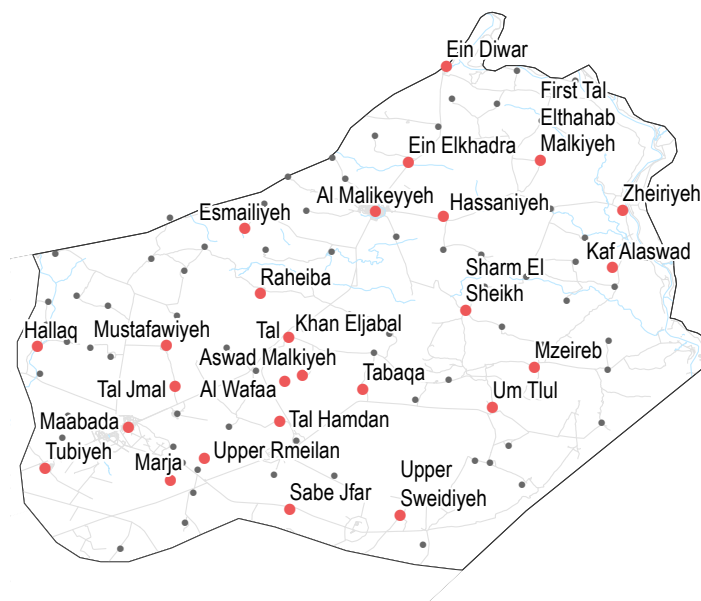 Ein Diwar
First Tal
Elthahab
Malkiyeh
Ein Elkhadra
Al Malikeyyeh
Hassaniyeh
Zheiriyeh
Esmailiyeh
Kaf Alaswad
Sharm El
Sheikh
Raheiba
Hallaq
Mustafawiyeh
Khan Eljabal
Tal
Aswad Malkiyeh
Mzeireb
Tal Jmal
Al Wafaa
Tabaqa
Um Tlul
Maabada
Tal Hamdan
Tubiyeh
Marja
Upper Rmeilan
Upper
Sweidiyeh
Sabe Jfar